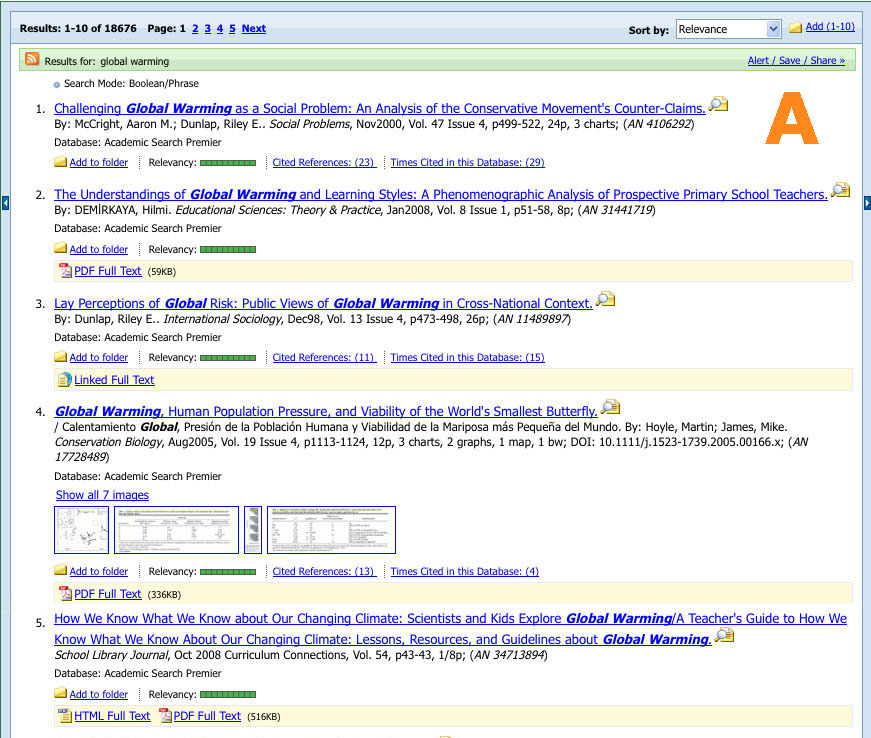 Results: 1-10 of 18676 Page: 1 2 3 4 5 Next Sort by: Relevance Add (1-10)
Results for: global warming Alert / Save / Share »
Search Mode: Boolean/Phrase
A
1. Challenging Global Warming as a Social Problem: An Analysis of the Conservative Movement's Counter-Claims.
By: McCright, Aaron M.; Dunlap, Riley E.. Social Problems, Nov2000, Vol. 47 Issue 4, p499-522, 24p, 3 charts; (AN 4106292)
Database: Academic Search Premier
Add to folder Relevancy: Cited References: (23) Times Cited in this Database: (29)
2. The Understandings of Global Warming and Learning Styles: A Phenomenographic Analysis of Prospective Primary School Teachers.
By: DEMİRKAYA, Hilmi. Educational Sciences: Theory & Practice, Jan2008, Vol. 8 Issue 1, p51-58, 8p; (AN 31441719)
Database: Academic Search Premier
Add to folder Relevancy:
PDF Full Text (59KB)
3. Lay Perceptions of Global Risk: Public Views of Global Warming in Cross-National Context.
By: Dunlap, Riley E.. International Sociology, Dec98, Vol. 13 Issue 4, p473-498, 26p; (AN 11489897)
Database: Academic Search Premier
Add to folder Relevancy: Cited References: (11) Times Cited in this Database: (15)
Linked Full Text
4. Global Warming, Human Population Pressure, and Viability of the World's Smallest Butterfly.
/ Calentamiento Global, Presión de la Población Humana y Viabilidad de la Mariposa más Pequeña del Mundo. By: Hoyle, Martin; James, Mike.
Conservation Biology, Aug2005, Vol. 19 Issue 4, p1113-1124, 12p, 3 charts, 2 graphs, 1 map, 1 bw; DOI: 10.1111/j.1523-1739.2005.00166.x; (AN
17728489)
Database: Academic Search Premier
Show all 7 images
Add to folder Relevancy: Cited References: (13) Times Cited in this Database: (4)
PDF Full Text (336KB)
5. How We Know What We Know about Our Changing Climate: Scientists and Kids Explore Global Warming/A Teacher's Guide to How We
Know What We Know About Our Changing Climate: Lessons, Resources, and Guidelines about Global Warming.
School Library Journal, Oct 2008 Curriculum Connections, Vol. 54, p43-43, 1/8p; (AN 34713894)
Database: Academic Search Premier
Add to folder Relevancy:
HTML Full Text PDF Full Text (516KB)